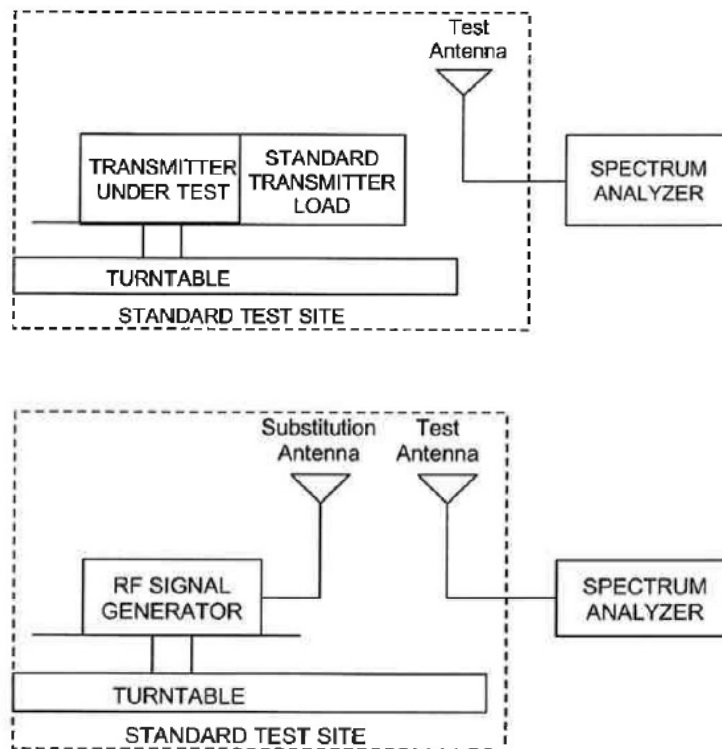 Test
Antenna
TRANSMITTER
UNDER TEST
STANDARD
TRANSMITTER
LOAD
SPECTRUM
ANALYZER
TURNTABLE
STANDARD TEST SITE
Substitution
Antenna
Test
Antenna
RF SIGNAL
GENERATOR
SPECTRUM
ANALYZER
TURNTABLE
STANDARD TEST SITE